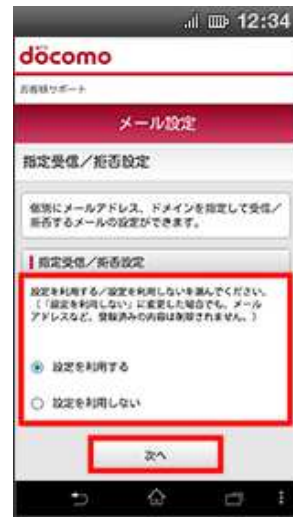 12:34
döcomo
お客様サポート
メール設定
指定受信/拒否設定
個別にメールアドレス、ドメインを指定して受信/
拒否するメールの設定ができます。
指定受信/拒否設定
設定を利用する/設定を利用しないを選んでください。
(「設定を利用しない」に変更した場合でも、メール
アドレスなど、登録済みの内容は削除されません。)
設定を利用する
設定を利用しない
次へ